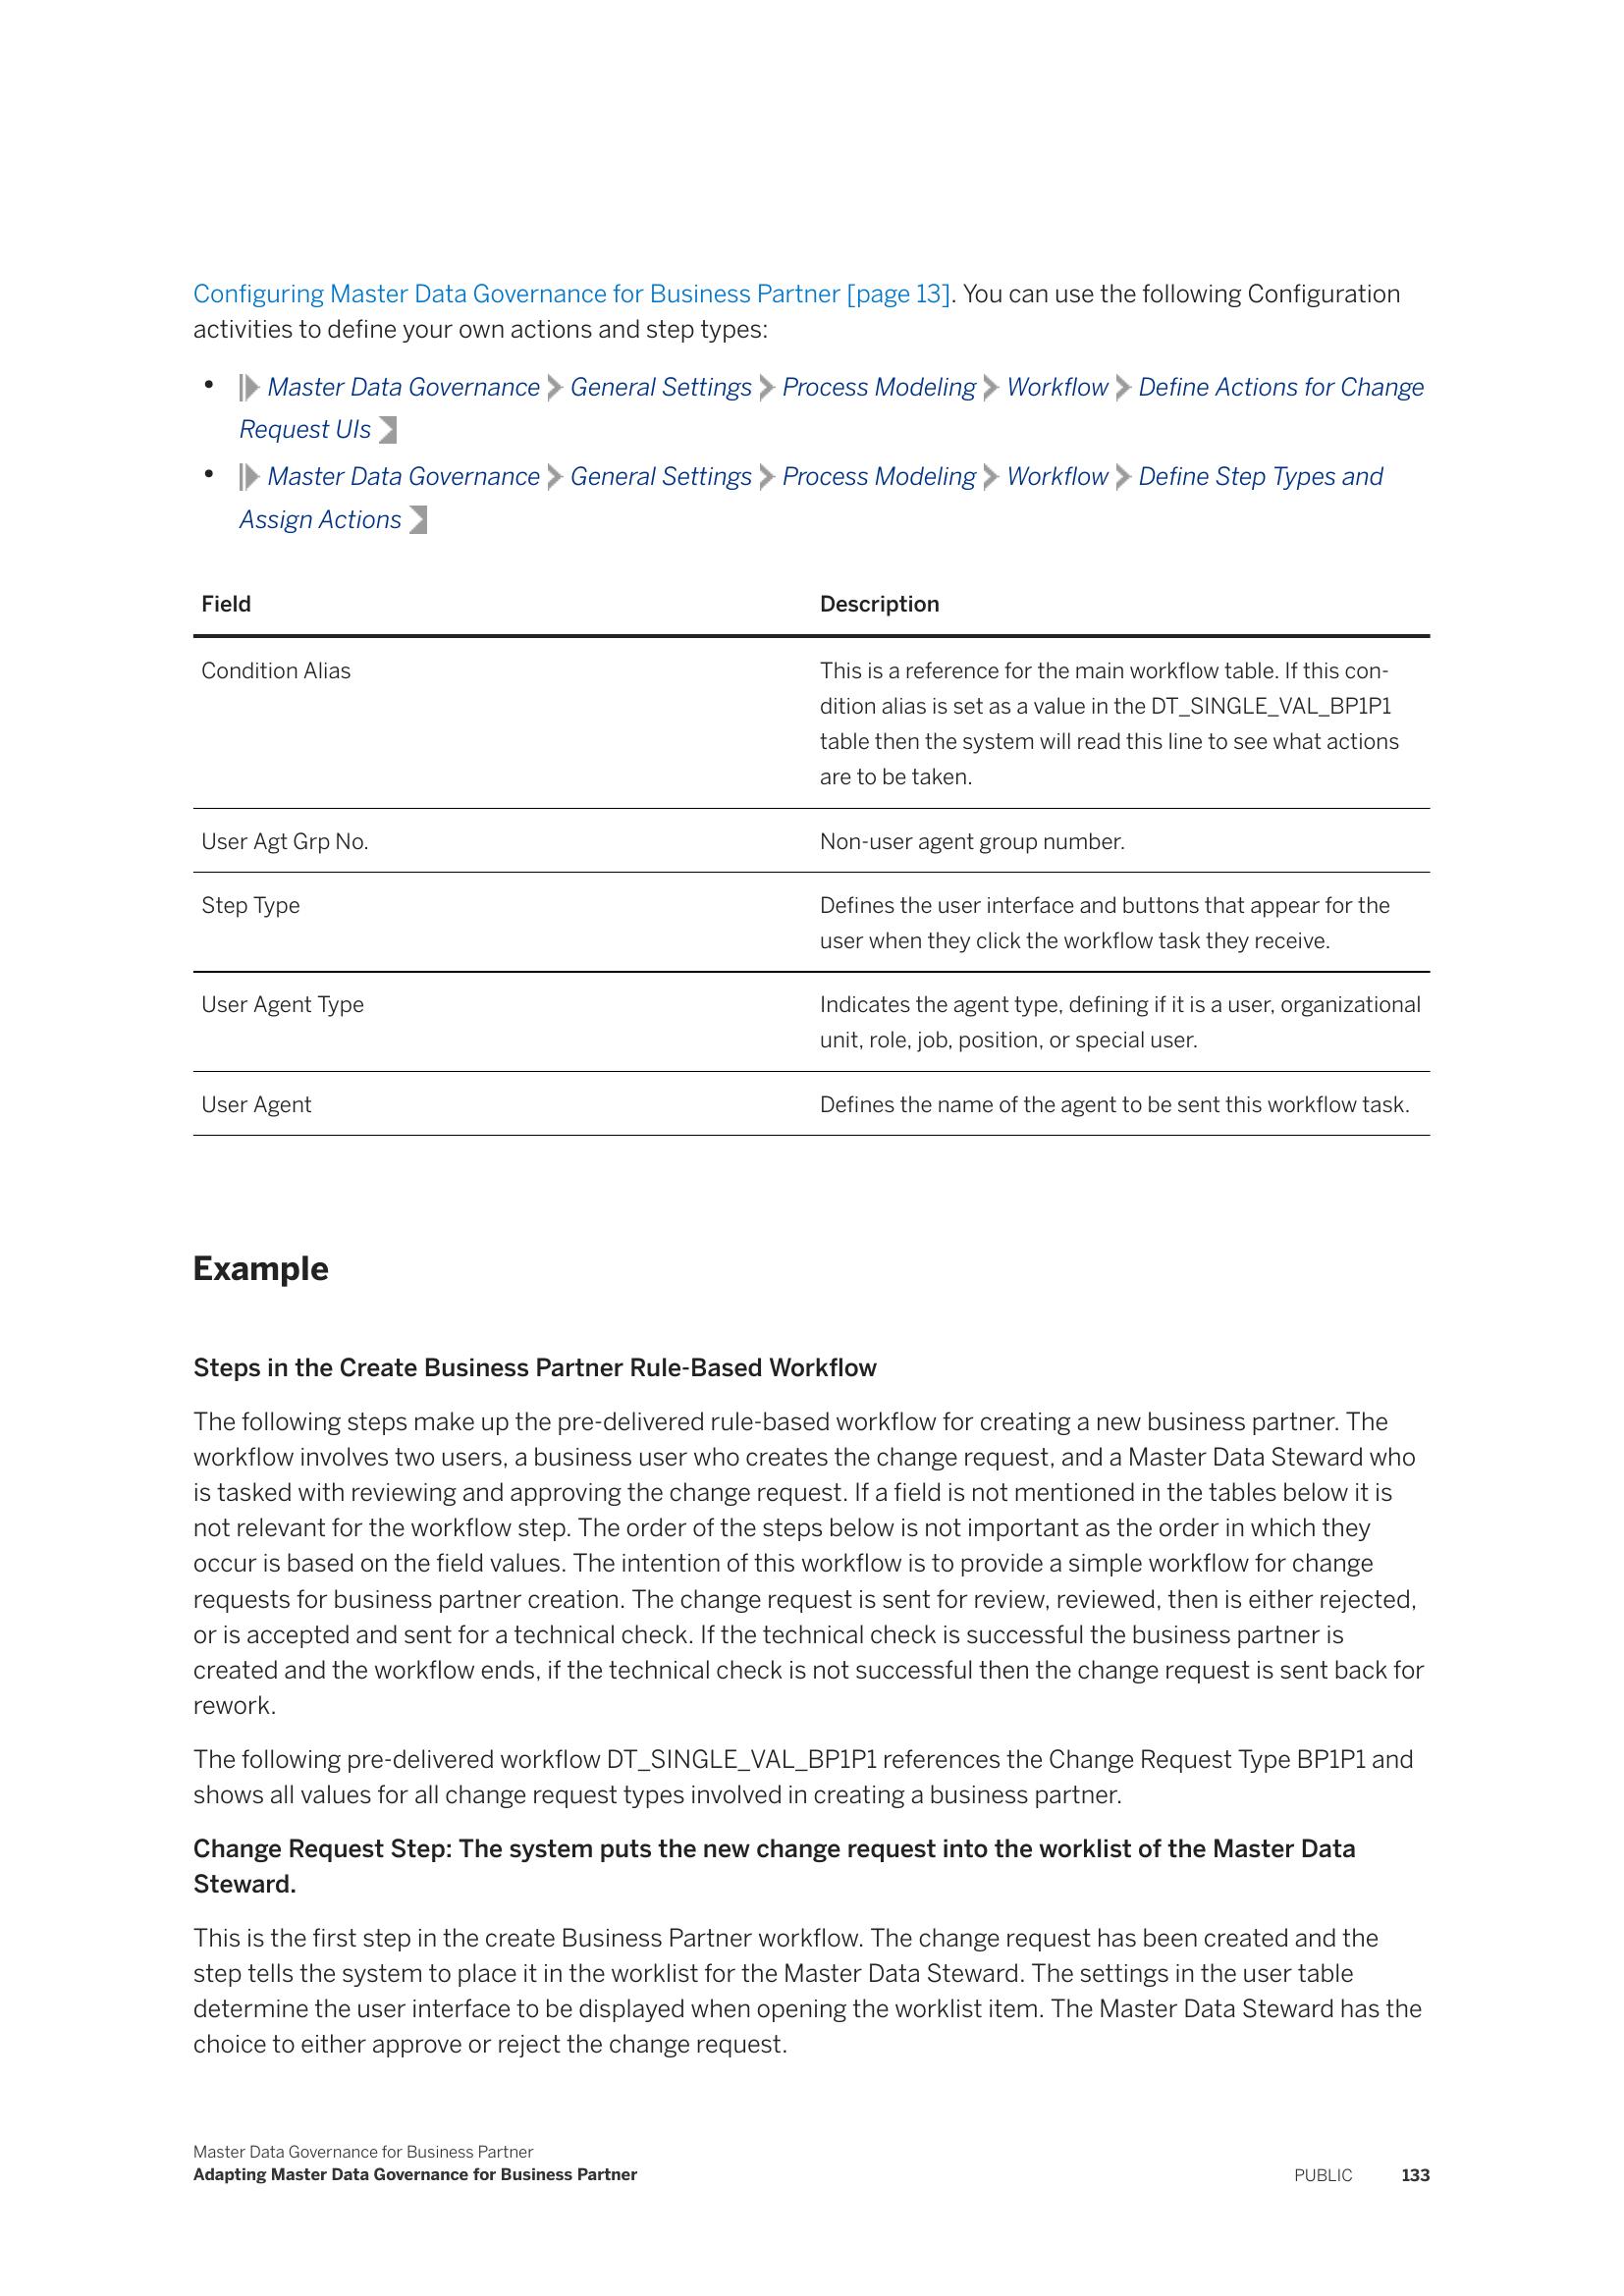 Configuring Master Data Governance for Business Partner [page 13]. You can use the following Configuration
activities to define your own actions and step types:
• Master Data Governance General Settings Process Modeling Workflow Define Actions for Change
Request UIs
• Master Data Governance General Settings Process Modeling Workflow Define Step Types and
Assign Actions
Field Description
Condition Alias This is a reference for the main workflow table. If this con-
dition alias is set as a value in the DT_SINGLE_VAL_BP1P1
table then the system will read this line to see what actions
are to be taken.
User Agt Grp No. Non-user agent group number.
Step Type Defines the user interface and buttons that appear for the
user when they click the workflow task they receive.
User Agent Type Indicates the agent type, defining if it is a user, organizational
unit, role, job, position, or special user.
User Agent Defines the name of the agent to be sent this workflow task.
Example
Steps in the Create Business Partner Rule-Based Workflow
The following steps make up the pre-delivered rule-based workflow for creating a new business partner. The
workflow involves two users, a business user who creates the change request, and a Master Data Steward who
is tasked with reviewing and approving the change request. If a field is not mentioned in the tables below it is
not relevant for the workflow step. The order of the steps below is not important as the order in which they
occur is based on the field values. The intention of this workflow is to provide a simple workflow for change
requests for business partner creation. The change request is sent for review, reviewed, then is either rejected,
or is accepted and sent for a technical check. If the technical check is successful the business partner is
created and the workflow ends, if the technical check is not successful then the change request is sent back for
rework.
The following pre-delivered workflow DT_SINGLE_VAL_BP1P1 references the Change Request Type BP1P1 and
shows all values for all change request types involved in creating a business partner.
Change Request Step: The system puts the new change request into the worklist of the Master Data
Steward.
This is the first step in the create Business Partner workflow. The change request has been created and the
step tells the system to place it in the worklist for the Master Data Steward. The settings in the user table
determine the user interface to be displayed when opening the worklist item. The Master Data Steward has the
choice to either approve or reject the change request.
Master Data Governance for Business Partner
Adapting Master Data Governance for Business Partner PUBLIC 133